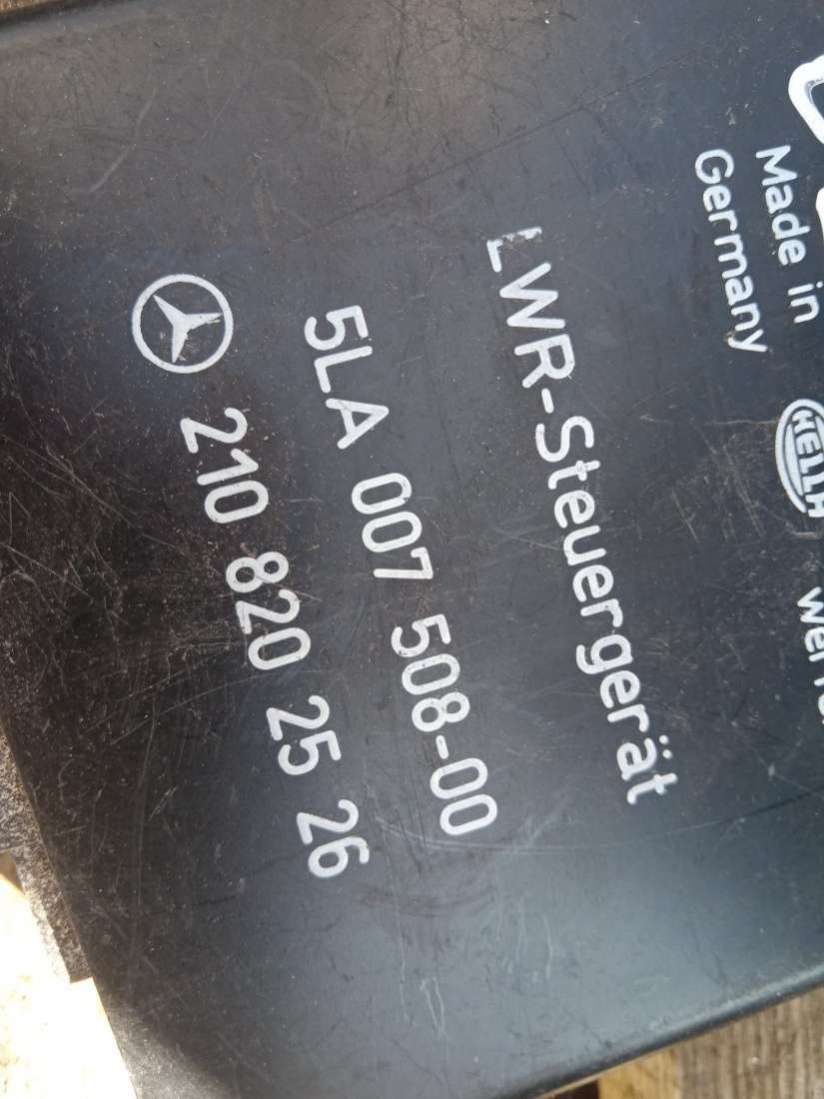 Made in
Germany
HELLA
LWR-Steuergerät
5LA 007 508-00
210 820 25 26